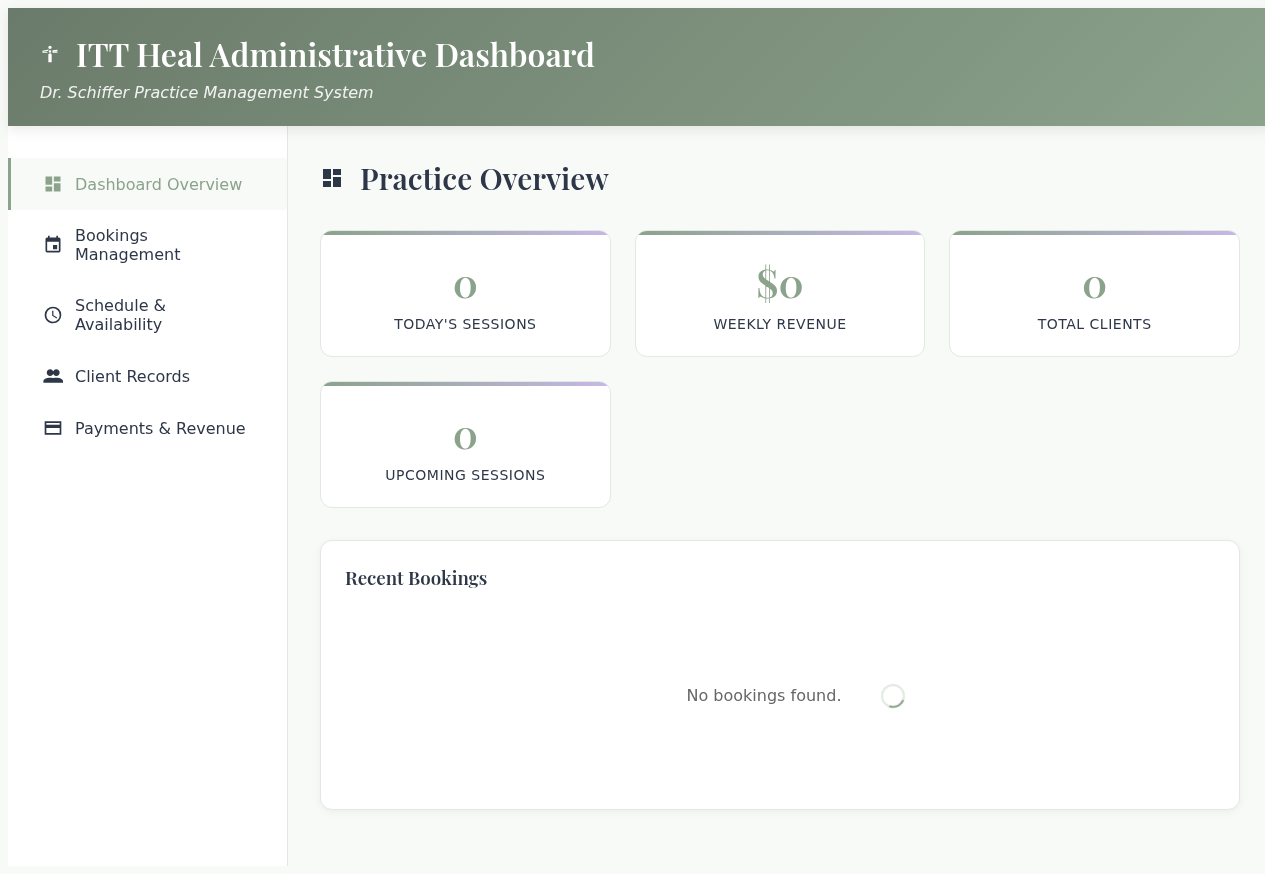 ITT Heal Administrative Dashboard
Dr. Schiffer Practice Management System
Dashboard Overview
Bookings
Management
Schedule &
Availability
Client Records
Payments & Revenue
Practice Overview
0
TODAY'S SESSIONS
$0
WEEKLY REVENUE
0
TOTAL CLIENTS
0
UPCOMING SESSIONS
Recent Bookings
No bookings found.